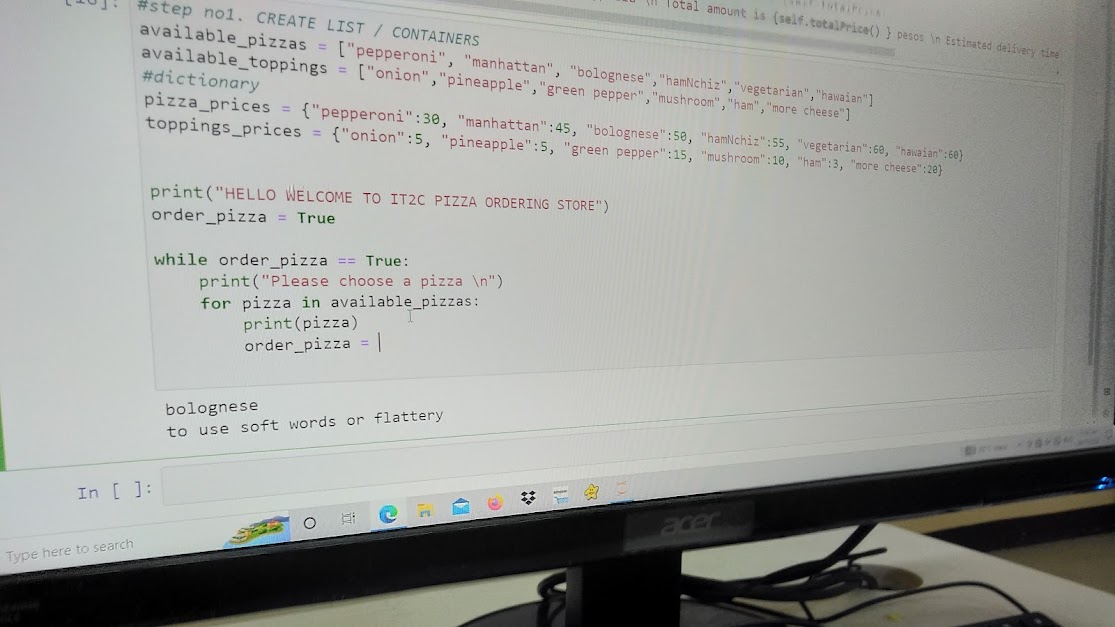 Total amount is {self.totalPrice() } pesos \n Estimated delivery time
#step no1. CREATE LIST / CONTAINERS
available_pizzas = ["pepperoni", "manhattan", "bolognese","hamNchiz","vegetarian","hawaian"]
available_toppings = ["onion","pineapple","green pepper","mushroom","ham","more cheese"]
#dictionary
pizza_prices = {"pepperoni":30, "manhattan":45, "bolognese":50, "hamNchiz":55, "vegetarian":60, "hawaian":60}
toppings_prices = {"onion":5, "pineapple":5, "green pepper":15, "mushroom":10, "ham":3, "more cheese":20}
print("HELLO WELCOME TO IT2C PIZZA ORDERING STORE")
order_pizza = True
while order_pizza == True:
print("Please choose a pizza \n")
for pizza in available_pizzas:
print(pizza)
order_pizza =
bolognese
to use soft words or flattery
In [ ]:
Type here to search
acer